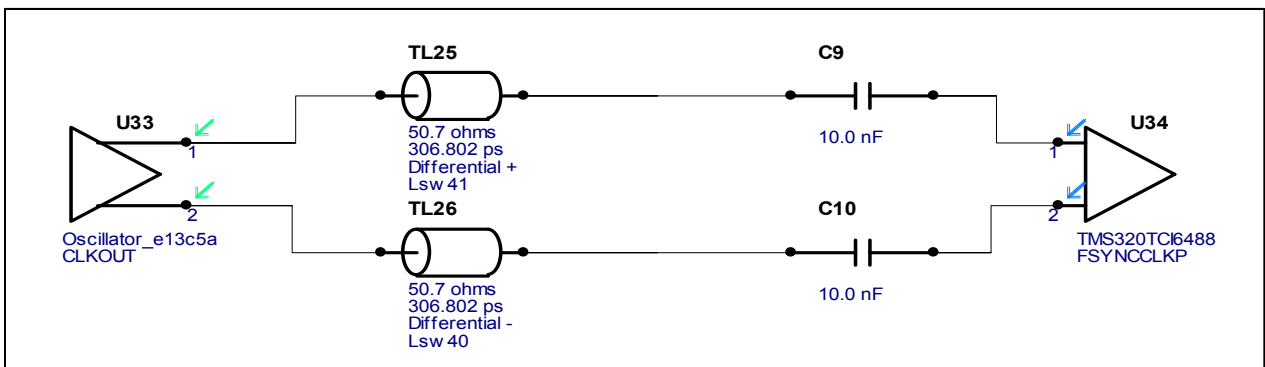 TL25
C9
U33
50.7 ohms
306.802 ps
Differential +
Lsw 41
10.0 nF
U34
1
1
2
2
TL26
C10
Oscillator_e13c5a
CLKOUT
TMS320TCI6488
FSYNCCLKP
50.7 ohms
306.802 ps
Differential -
Lsw 40
10.0 nF